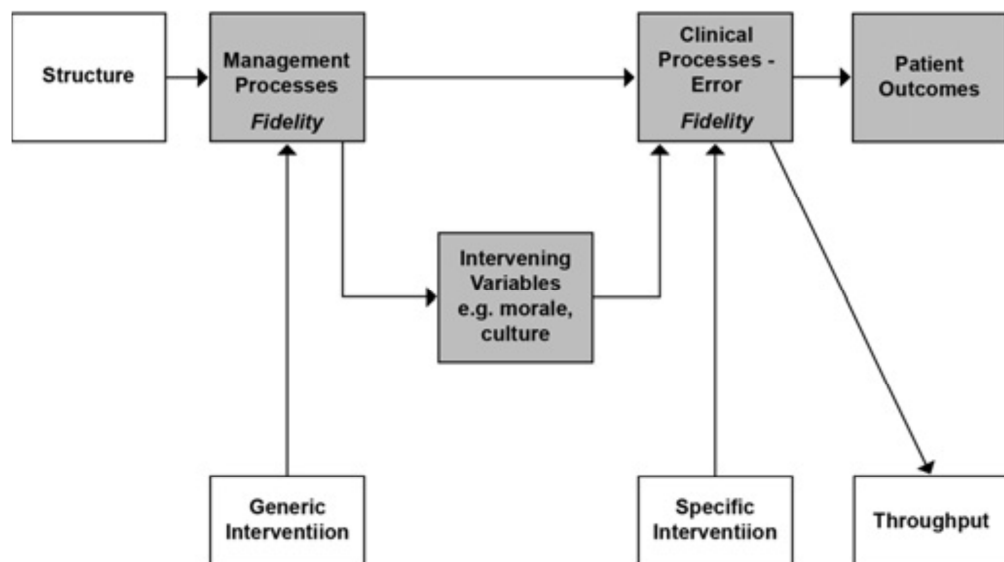 Structure
Management
Processes
Fidelity
Clinical
Processes -
Error
Fidelity
Patient
Outcomes
Intervening
Variables
e.g. morale,
culture
Generic
Interventiion
Specific
Interventiion
Throughput